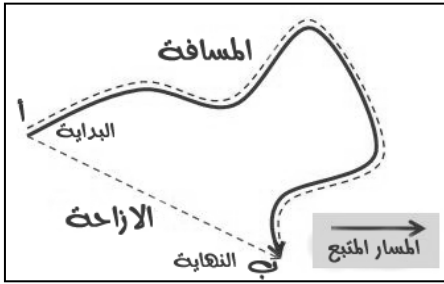 المسافة
أ
البداية
الازاحة
ب النهاية
المسار المتبع